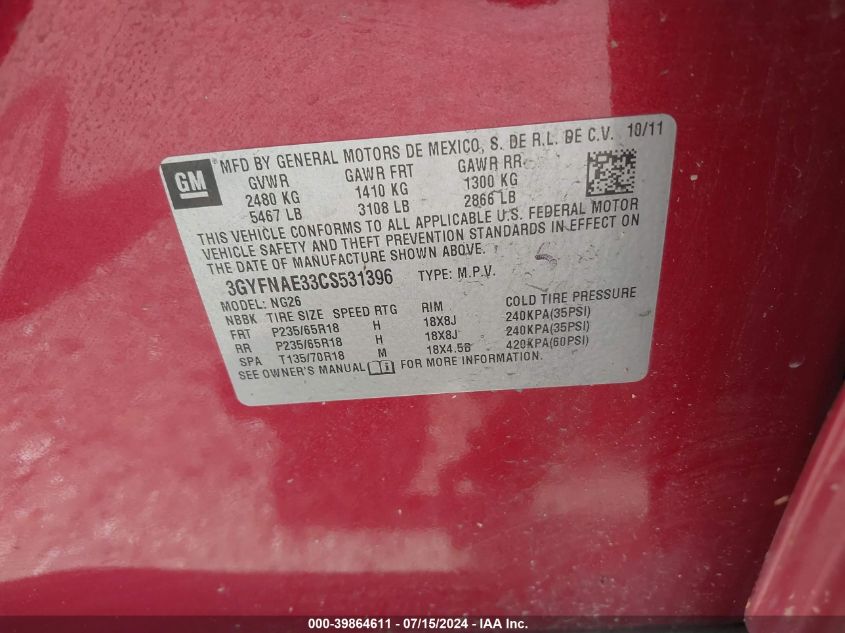 MFD BY GENERAL MOTORS DE MEXICO, S. DE R.L. DE C.V. 10/11
GM
GVWR GAWR FRT GAWR RR
2480 KG 1410 KG 1300 KG
5467 LB 3108 LB 2866 LB
THIS VEHICLE CONFORMS TO ALL APPLICABLE U.S. FEDERAL MOTOR
VEHICLE SAFETY AND THEFT PREVENTION STANDARDS IN EFFECT ON
THE DATE OF MANUFACTURE SHOWN ABOVE.
3GYFNAE33CS531396 TYPE: M.P.V.
MODEL: NG26
NBBK TIRE SIZE SPEED RTG RIM COLD TIRE PRESSURE
FRT P235/65R18 H 18X8J 240KPA(35PSI)
RR P235/65R18 H 18X8J 240KPA(35PSI)
SPA T135/70R18 M 18X4.5B 420KPA(60PSI)
SEE OWNER'S MANUAL FOR MORE INFORMATION.
000-39864611 - 07/15/2024 - IAA Inc.